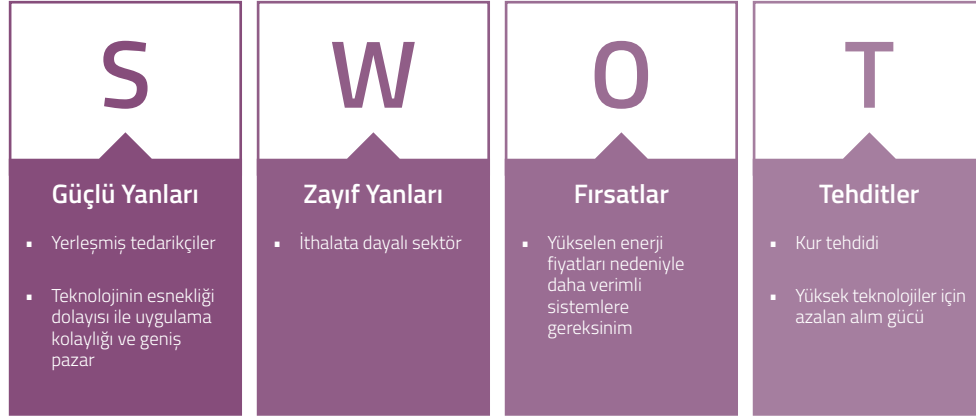 S
Güçlü Yanları
▪ Yerleşmiş tedarikçiler
▪ Teknolojinin esnekliği
dolayısı ile uygulama
kolaylığı ve geniş
pazar
W
Zayıf Yanları
▪ İthalata dayalı sektör
O
Fırsatlar
▪ Yükselen enerji
fiyatları nedeniyle
daha verimli
sistemlere
gereksinim
T
Tehditler
▪ Kur tehdidi
▪ Yüksek teknolojiler için
azalan alım gücü